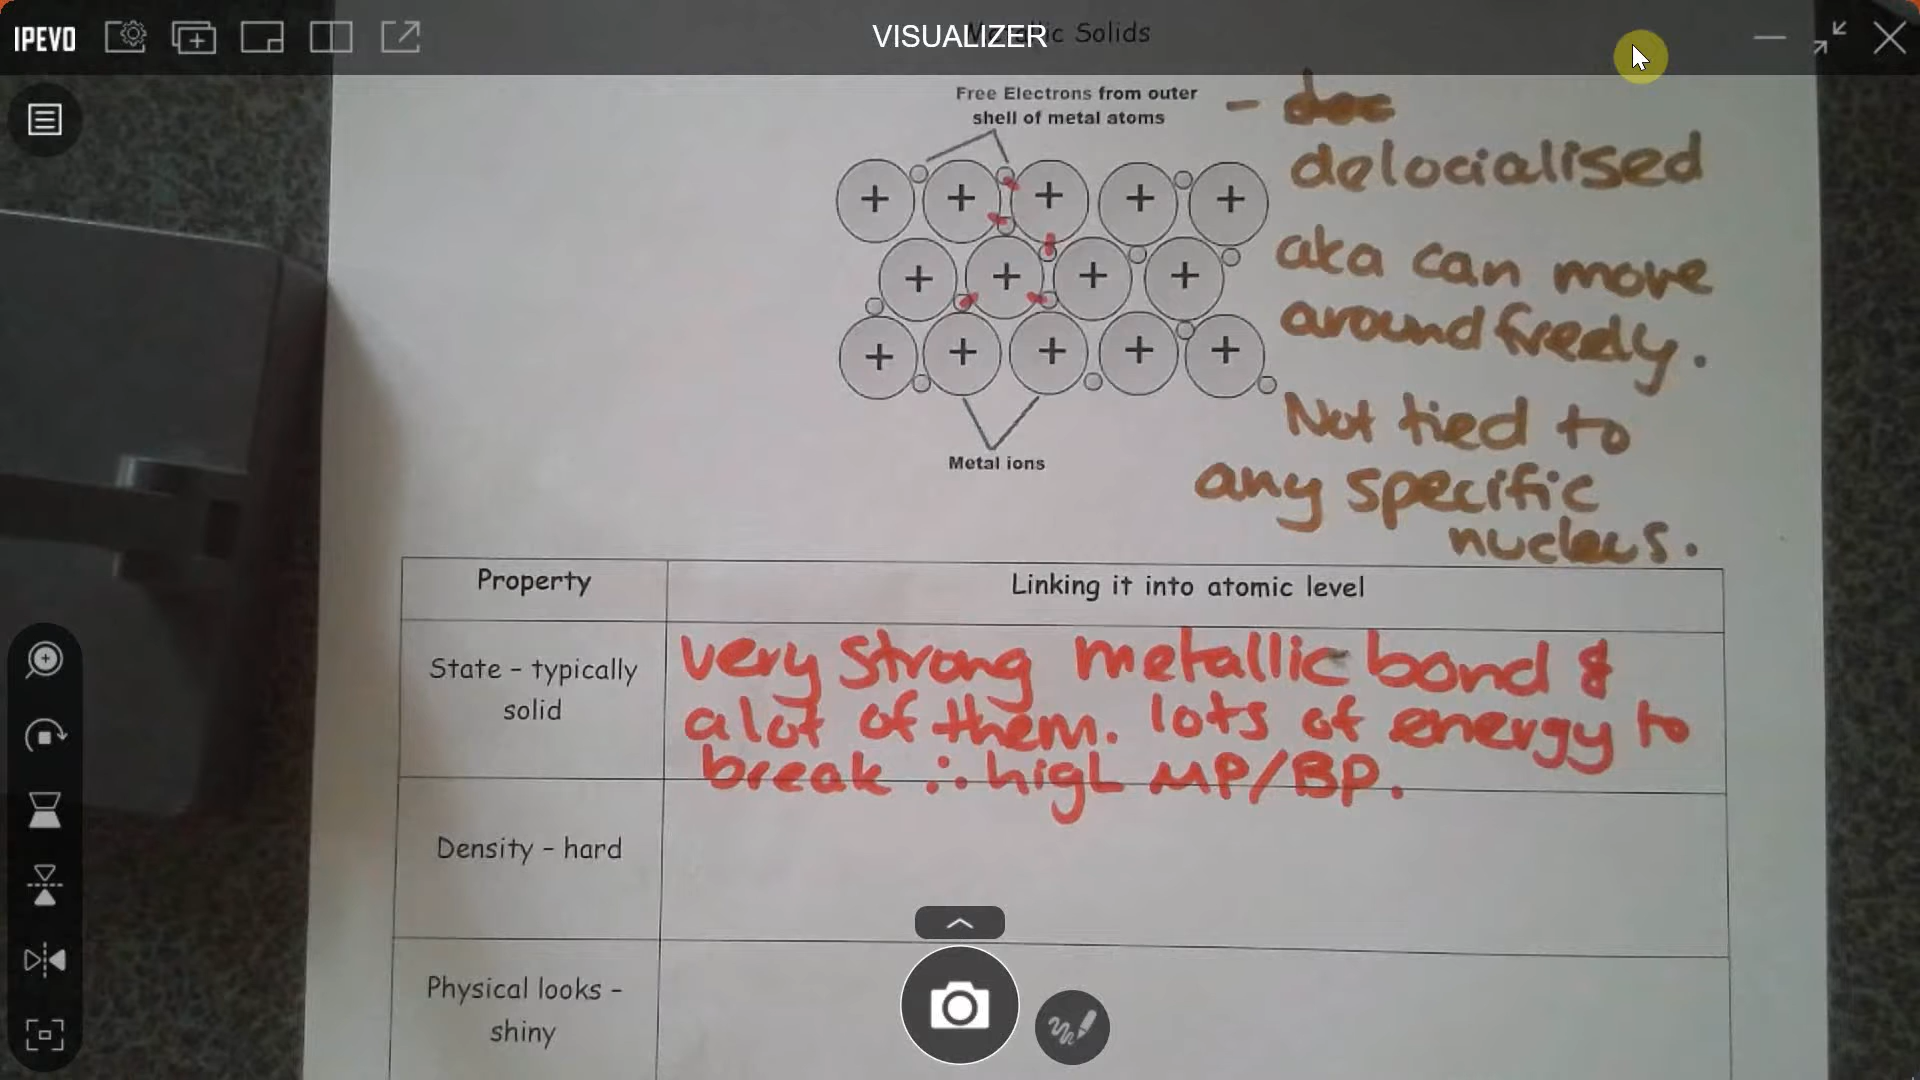 IPEVO
VISUALIZER
Solids
Free Electrons from outer
shell of metal atoms
- doc
delocialised
aka can move
around freely.
Not tied to
any specific
nucleus.
+ + + + +
+ + + +
+ + + + +
Metal ions
Property
Linking it into atomic level
State – typically
solid
very strong metallic bond &
alot of them. lots of energy to
break ∴ high MP/BP.
Density – hard
Physical looks –
shiny